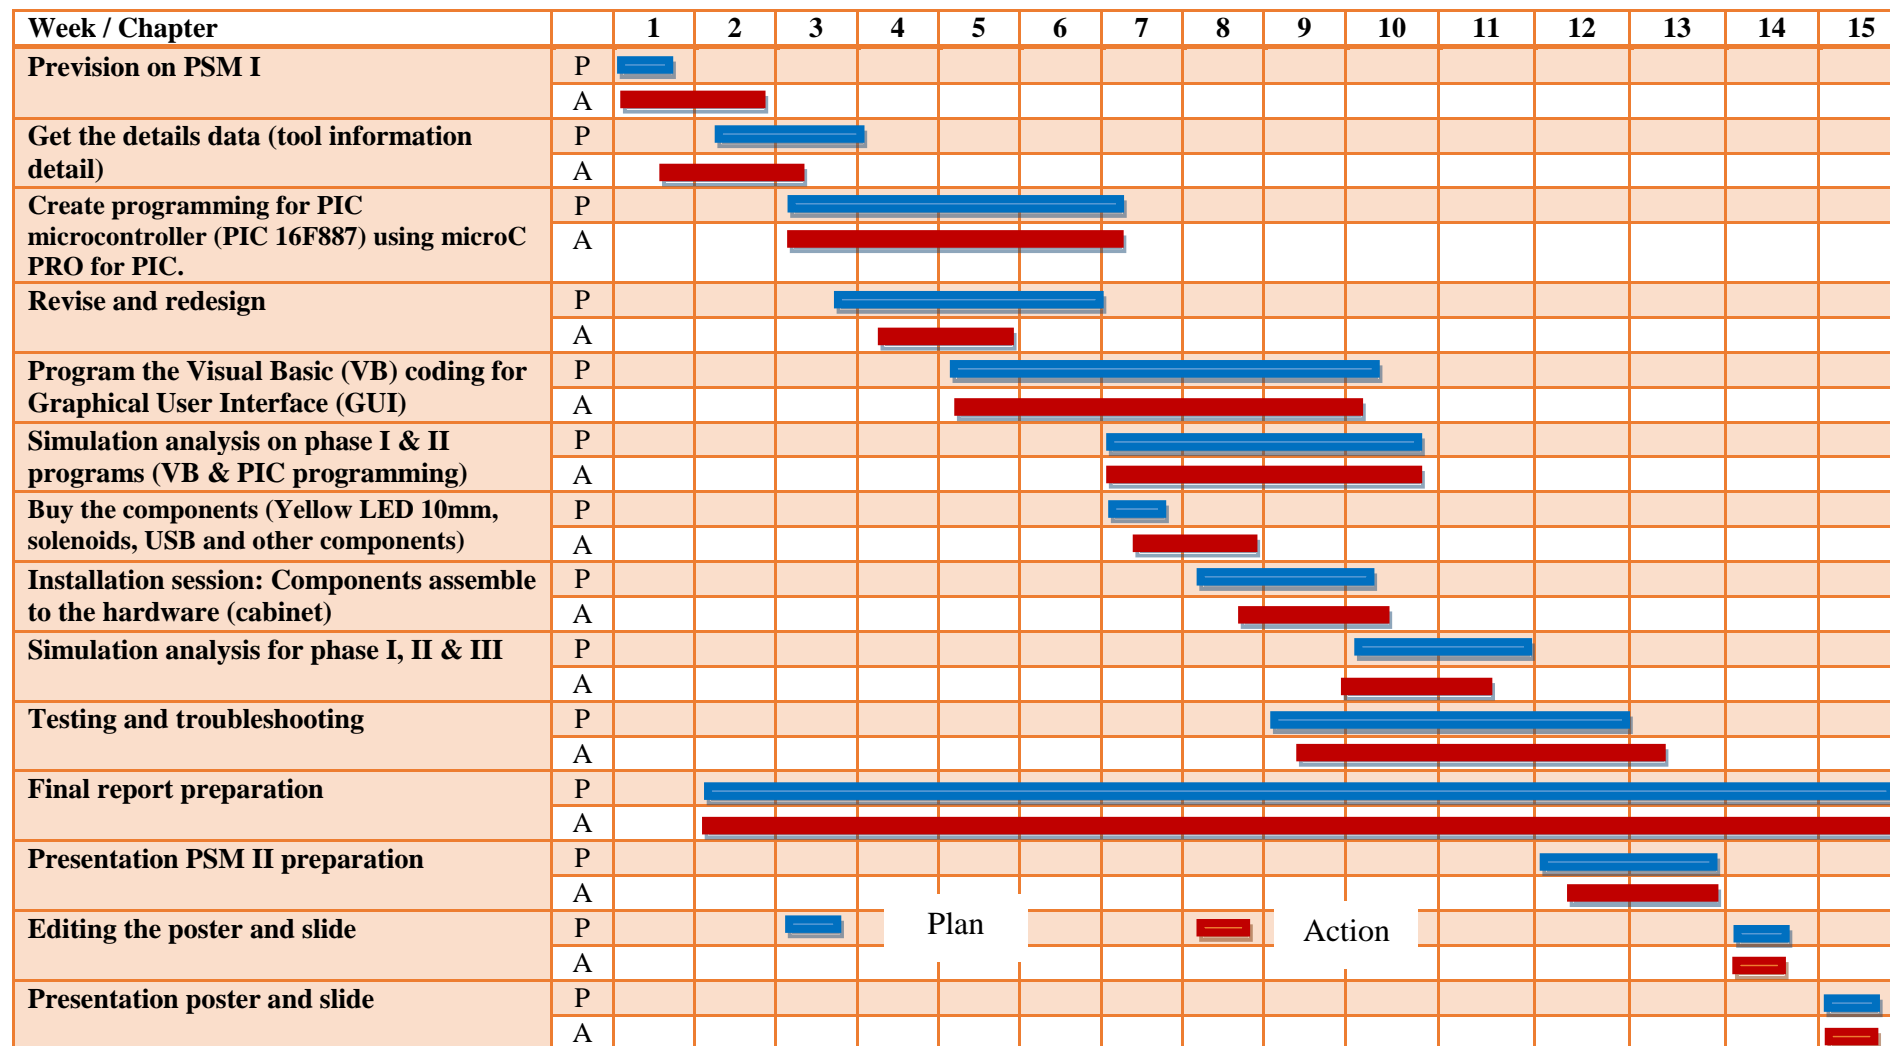 Week / Chapter 1 2 3 4 5 6 7 8 9 10 11 12 13 14 15
Prevision on PSM I P
A
Get the details data (tool information P
detail) A
Create programming for PIC P
microcontroller (PIC 16F887) using microC A
PRO for PIC.
Revise and redesign P
A
Program the Visual Basic (VB) coding for P
Graphical User Interface (GUI) A
Simulation analysis on phase I & II P
programs (VB & PIC programming) A
Buy the components (Yellow LED 10mm, P
solenoids, USB and other components) A
Installation session: Components assemble P
to the hardware (cabinet) A
Simulation analysis for phase I, II & III P
A
Testing and troubleshooting P
A
Final report preparation P
A
Presentation PSM II preparation P
A
Editing the poster and slide P Plan Action
A
Presentation poster and slide P
A